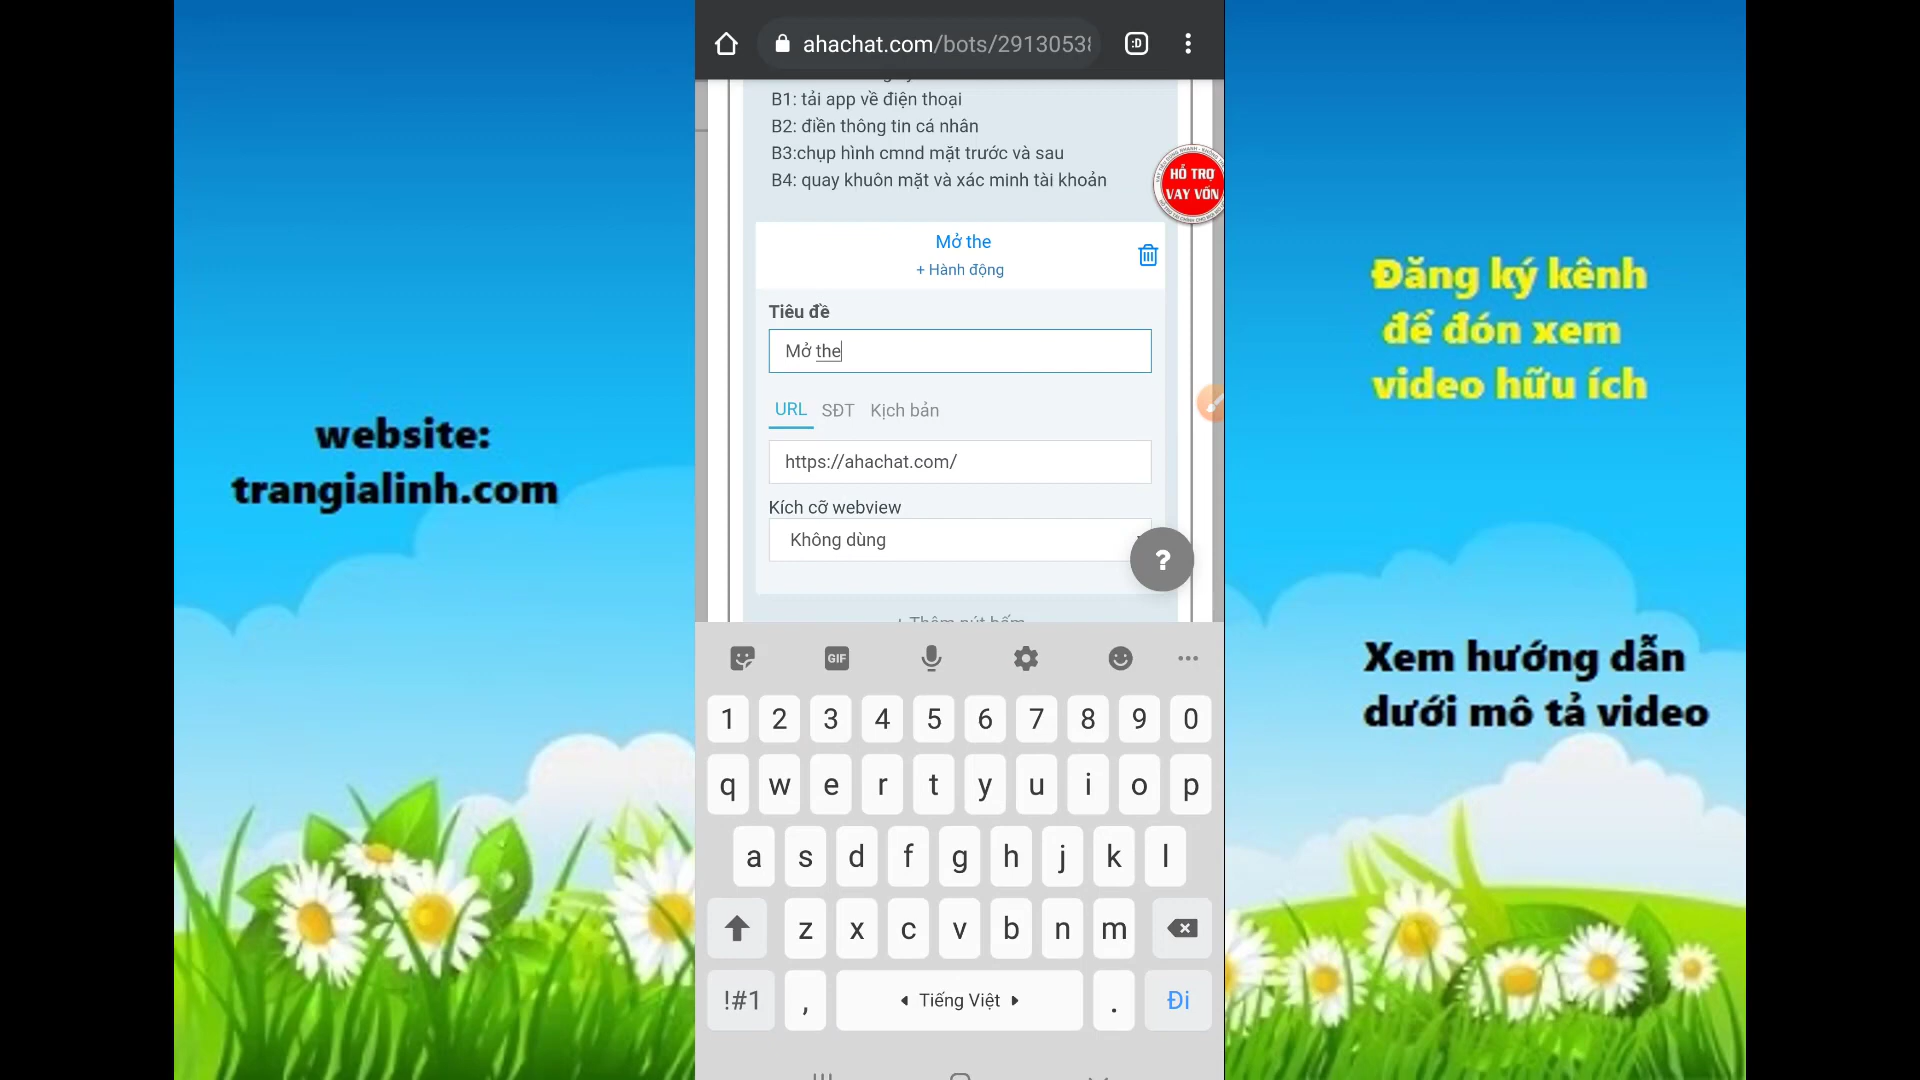 ahachat.com/bots/2913053
:D
B1: tải app về điện thoại
B2: điền thông tin cá nhân
B3:chụp hình cmnd mặt trước và sau
B4: quay khuôn mặt và xác minh tài khoản
HỖ TRỢ
VAY VỐN
Mở the
+ Hành động
Tiêu đề
Mở the
URL SĐT Kịch bản
https://ahachat.com/
Kích cỡ webview
Không dùng
?
+ Thêm nút bấm
GIF
1 2 3 4 5 6 7 8 9 0
q w e r t y u i o p
a s d f g h j k l
z x c v b n m
!#1 , Tiếng Việt . Đi
website:
trangialinh.com
Đăng ký kênh
để đón xem
video hữu ích
Xem hướng dẫn
dưới mô tả video